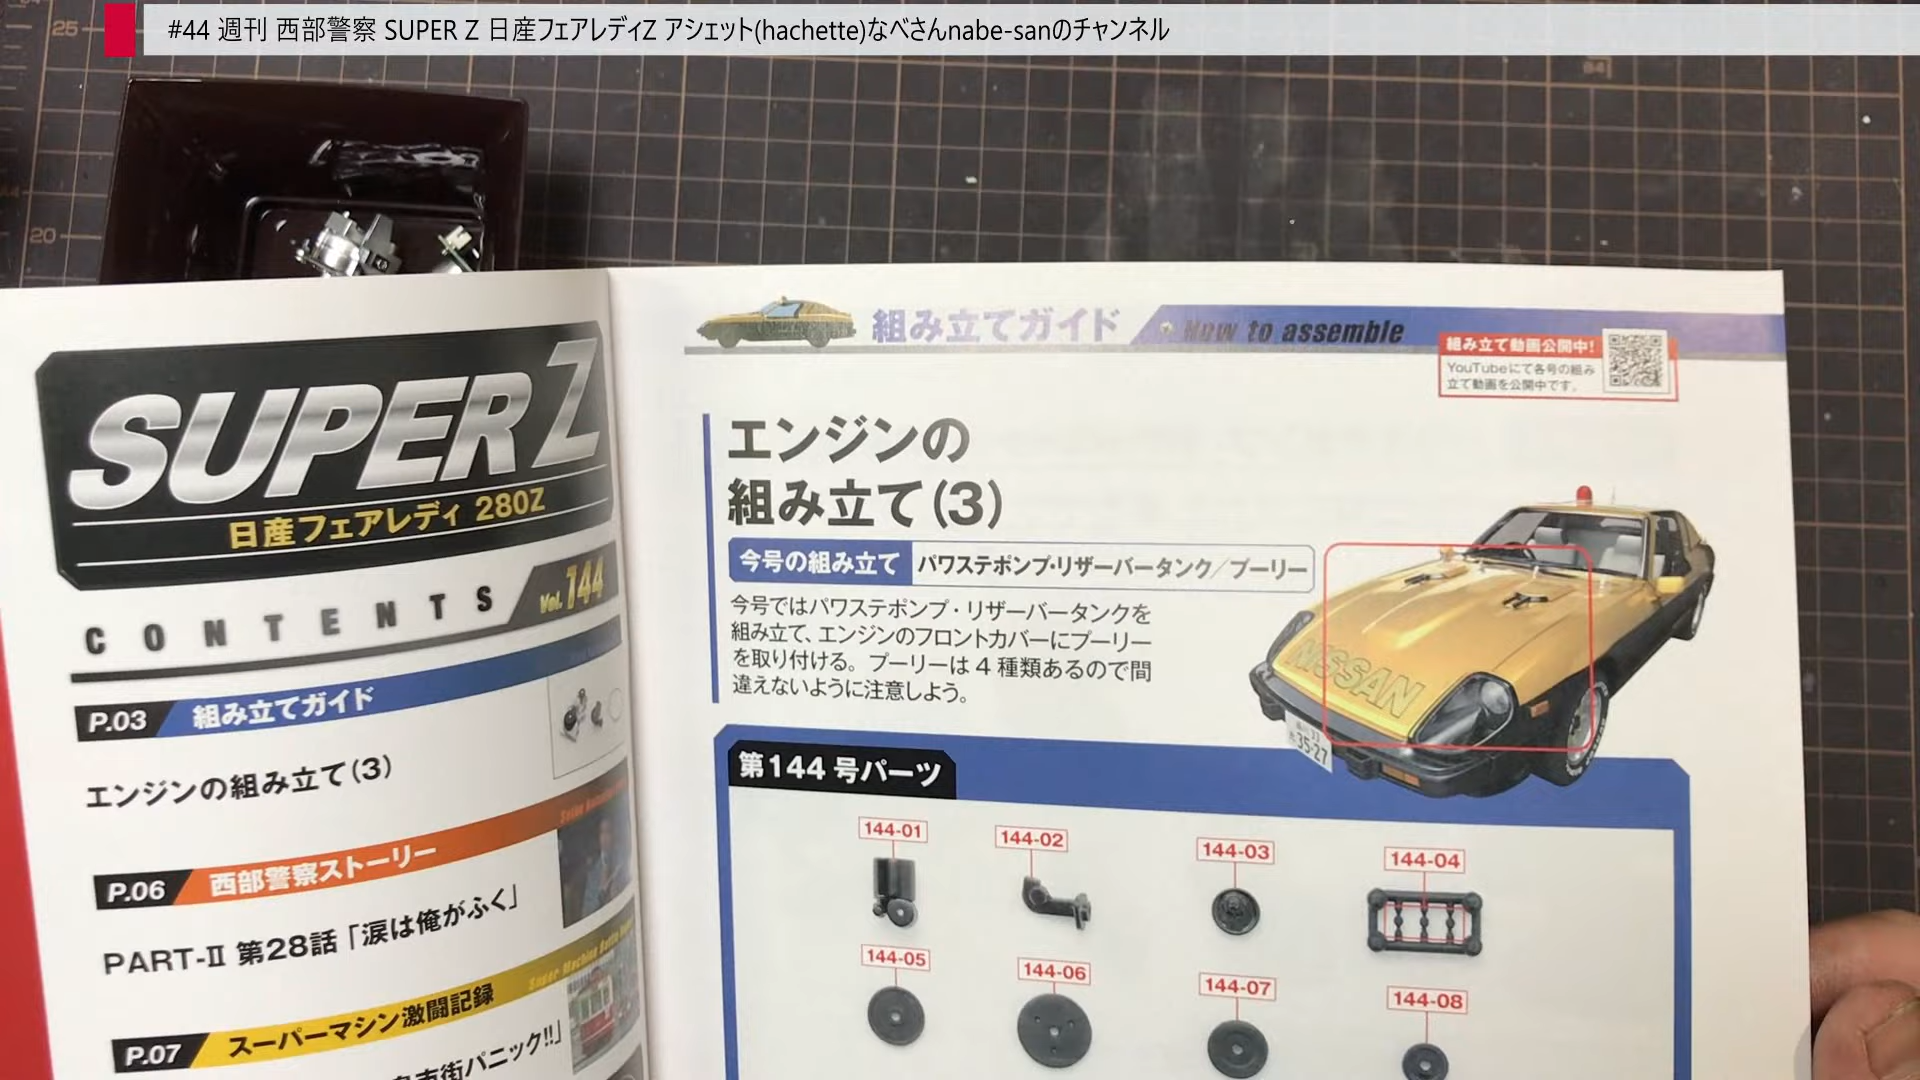 #44 週刊 西部警察 SUPER Z 日産フェアレディZ アシェット(hachette)なべさんnabe-sanのチャンネル
25
20
SUPER Z
日産フェアレディ 280Z
CONTENTS Vol.144
P.03 組み立てガイド
エンジンの組み立て(3)
P.06 西部警察ストーリー
PART-Ⅱ 第28話「涙は俺がふく」
P.07 スーパーマシン激闘記録
市街パニック!!」
組み立てガイド How to assemble
組み立て動画公開中!
YouTubeにて各号の組み
立て動画を公開中です。
エンジンの
組み立て(3)
今号の組み立て パワステポンプ・リザーバータンク/プーリー
今号ではパワステポンプ・リザーバータンクを
組み立て、エンジンのフロントカバーにプーリー
を取り付ける。プーリーは4種類あるので間
違えないように注意しよう。
NISSAN
35-27
第144号パーツ
144-01
144-02
144-03
144-04
144-05
144-06
144-07
144-08